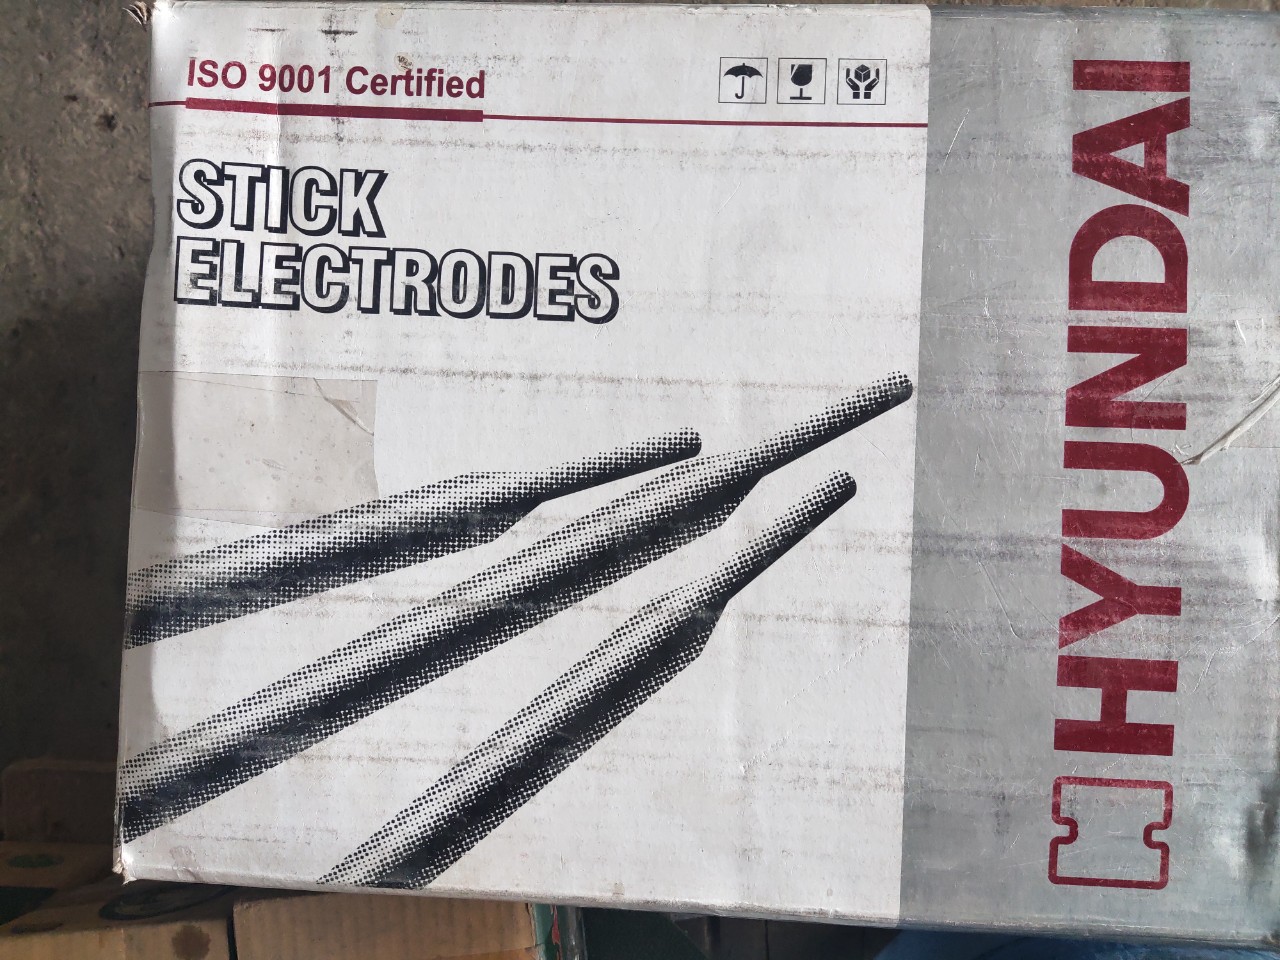 ISO 9001 Certified
STICK
ELECTRODES
HYUNDAI